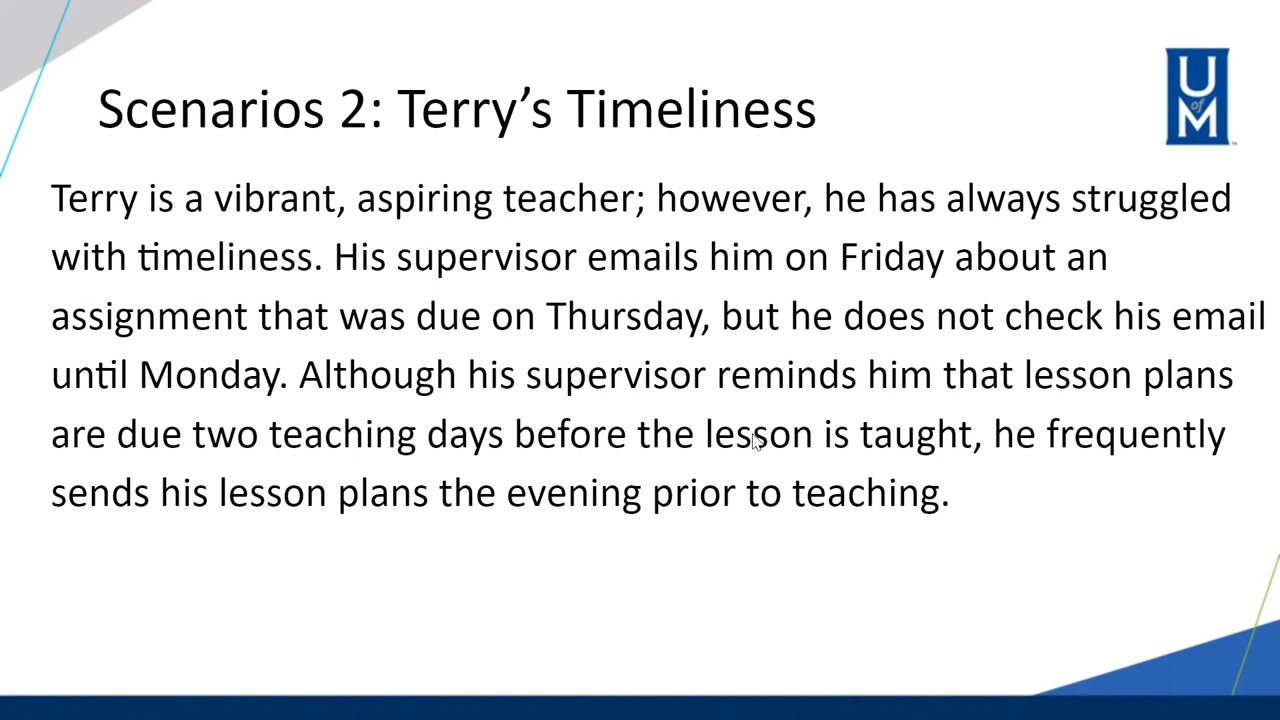 Scenarios 2: Terry’s Timeliness
U
of
M
Terry is a vibrant, aspiring teacher; however, he has always struggled
with timeliness. His supervisor emails him on Friday about an
assignment that was due on Thursday, but he does not check his email
until Monday. Although his supervisor reminds him that lesson plans
are due two teaching days before the lesson is taught, he frequently
sends his lesson plans the evening prior to teaching.